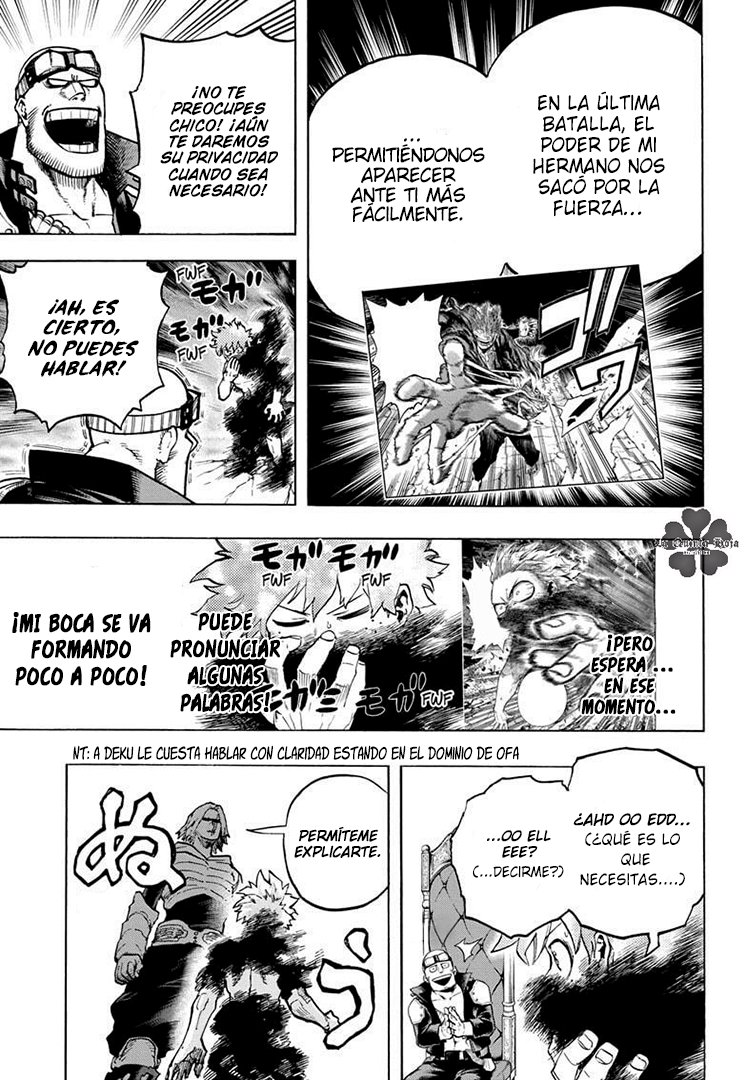 EN LA ÚLTIMA
BATALLA, EL
PODER DE MI
HERMANO NOS
SACÓ POR LA
FUERZA...
...
PERMITIÉNDONOS
APARECER
ANTE TI MÁS
FÁCILMENTE.
ゴゴ
¡NO TE
PREOCUPES
CHICO! ¡AÚN
TE DAREMOS
SU PRIVACIDAD
CUANDO SEA
NECESARIO!
FWF
モガ
モガ
FWF
¡AH, ES
CIERTO,
NO PUEDES
HABLAR!
¡PERO
ESPERA ...
EN ESE
MOMENTO...
モガ
FWF
モガ
FWF
PUEDE
PRONUNCIAR
ALGUNAS
PALABRAS!
モガ
FWF
¡MI BOCA SE VA
FORMANDO
POCO A POCO!
NT: A DEKU LE CUESTA HABLAR CON CLARIDAD ESTANDO EN EL DOMINIO DE OFA
¿AHD OO EDD...
(¿QUÉ ES LO
QUE
NECESITAS....)
...OO ELL
EEE?
(...DECIRME?)
PERMÍTEME
EXPLICARTE.
ぬ
う